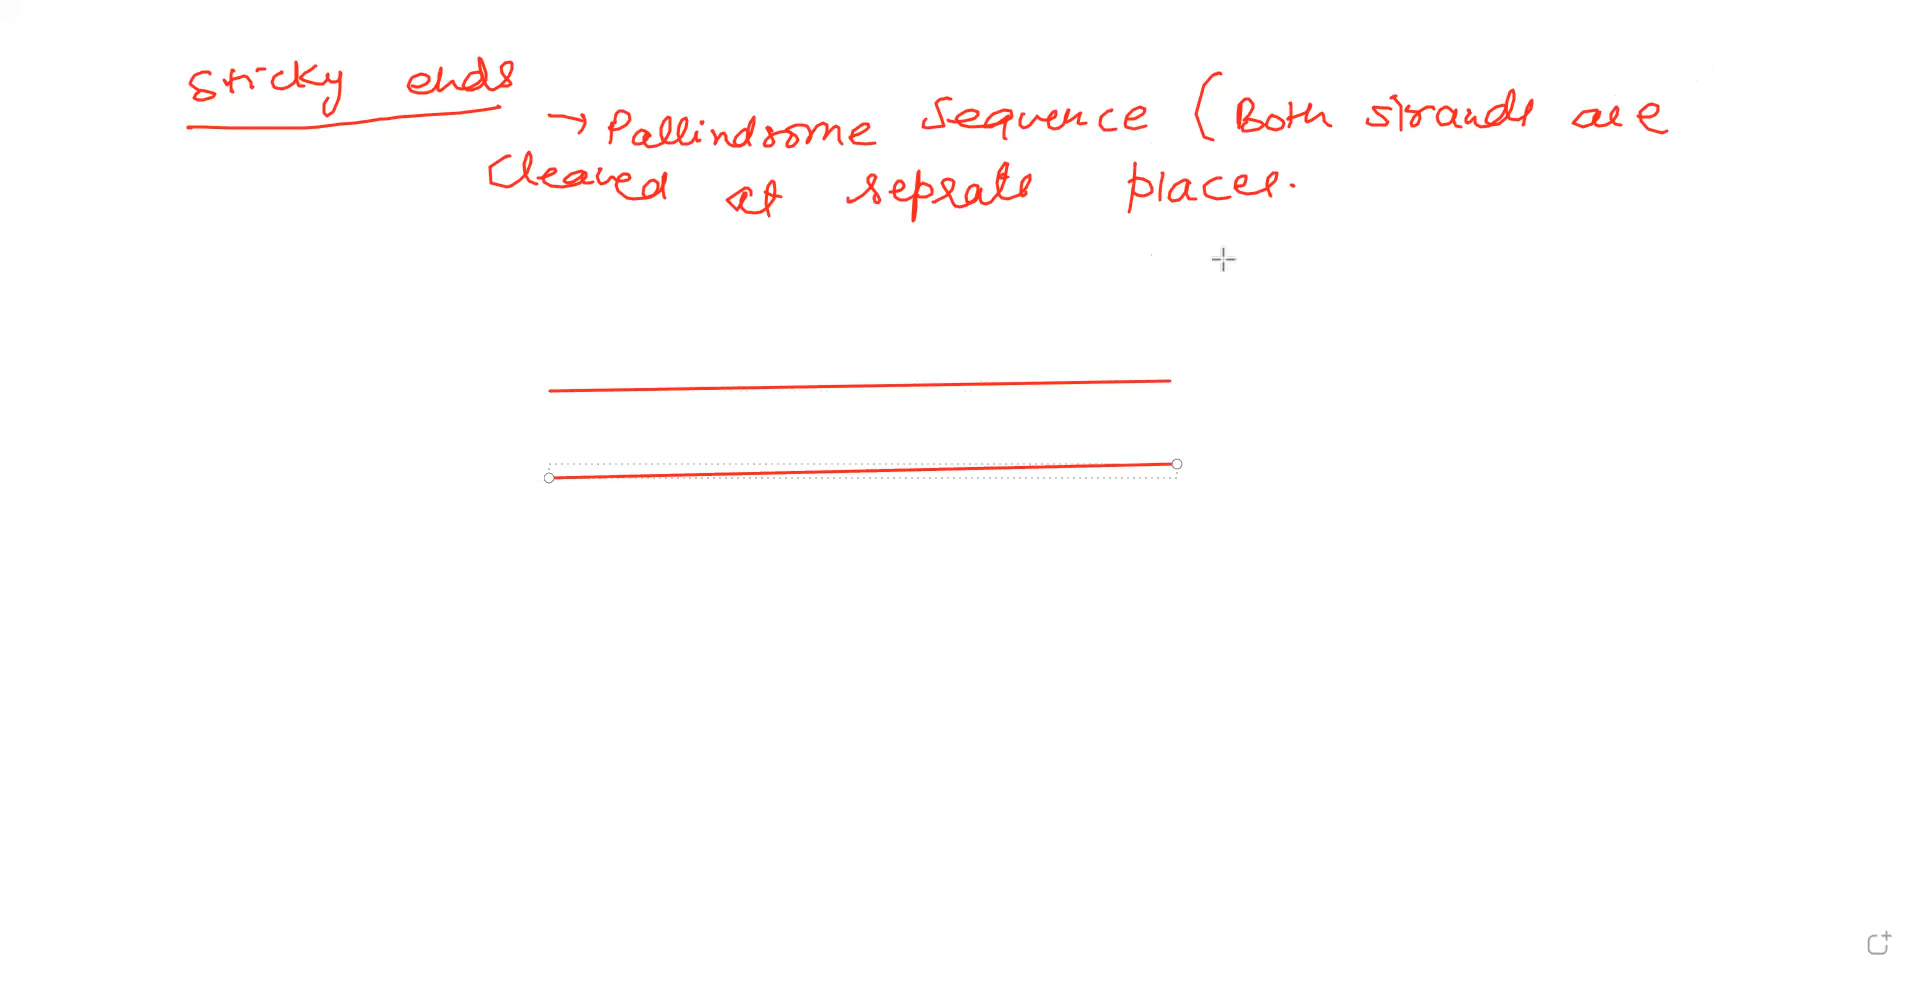 Sticky ends
→ Pallindrome Sequence (Both strands are
Cleaved at seprate places.